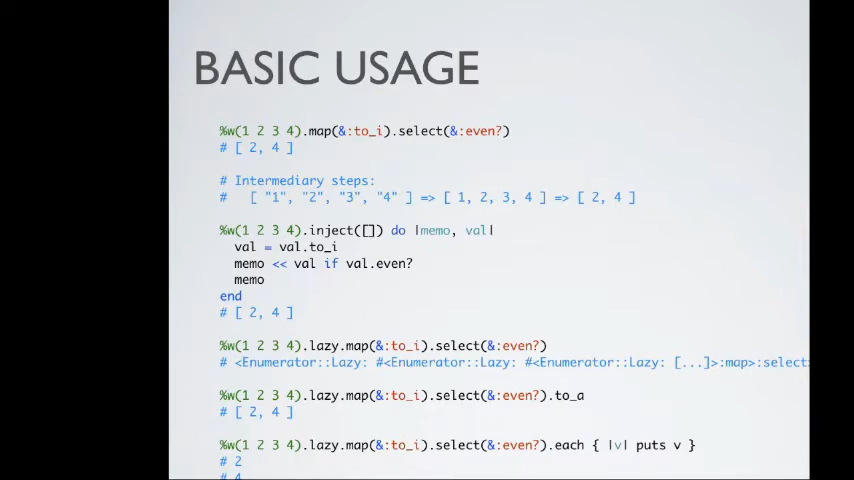 BASIC USAGE
%w(1 2 3 4).map(&:to_i).select(&:even?)
# [ 2, 4 ]
# Intermediary steps:
#   [ "1", "2", "3", "4" ] => [ 1, 2, 3, 4 ] => [ 2, 4 ]
%w(1 2 3 4).inject([]) do |memo, val|
  val = val.to_i
  memo << val if val.even?
  memo
end
# [ 2, 4 ]
%w(1 2 3 4).lazy.map(&:to_i).select(&:even?)
# <Enumerator::Lazy: #<Enumerator::Lazy: #<Enumerator::Lazy: [...]>:map>:select>
%w(1 2 3 4).lazy.map(&:to_i).select(&:even?).to_a
# [ 2, 4 ]
%w(1 2 3 4).lazy.map(&:to_i).select(&:even?).each { |v| puts v }
# 2
# 4